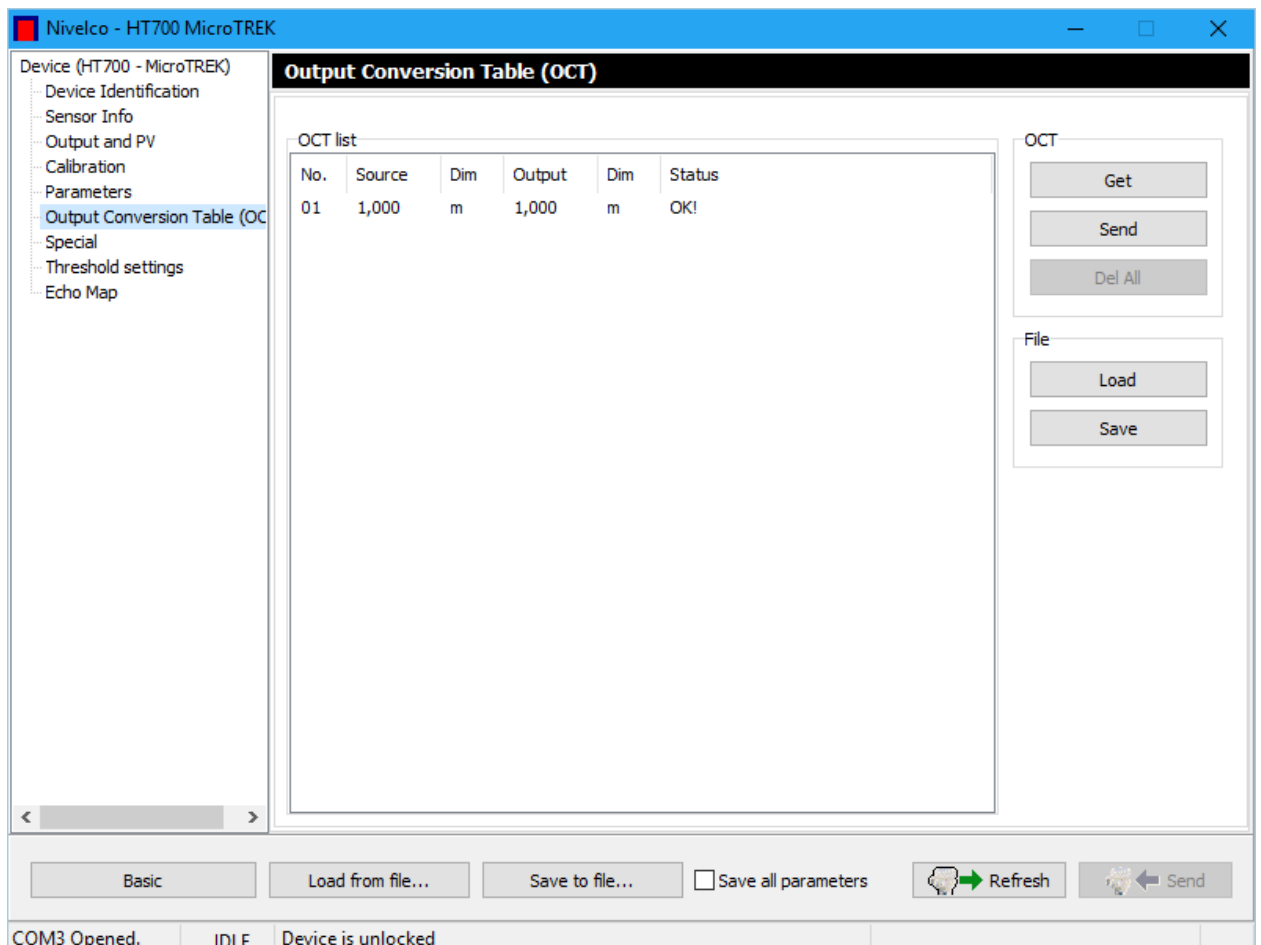 Nivelco - HT700 MicroTREK
Device (HT700 - MicroTREK)
Device Identification
Sensor Info
Output and PV
Calibration
Parameters
Output Conversion Table (OC
Special
Threshold settings
Echo Map
Output Conversion Table (OCT)
OCT list
No. Source Dim Output Dim Status
01 1,000 m 1,000 m OK!
OCT
Get
Send
Del All
File
Load
Save
Basic Load from file... Save to file... Save all parameters Refresh Send
COM3 Opened. IDLE Device is unlocked